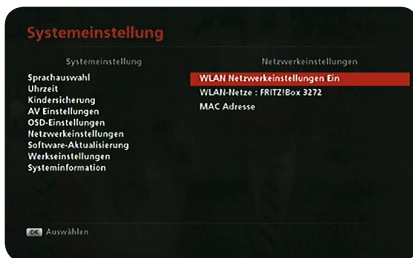 Systemeinstellung
Systemeinstellung
Sprachauswahl
Uhrzeit
Kindersicherung
AV Einstellungen
OSD-Einstellungen
Netzwerkeinstellungen
Software-Aktualisierung
Werkseinstellungen
Systeminformation
Netzwerkeinstellungen
WLAN Netzwerkeinstellungen Ein
WLAN-Netze : FRITZ!Box 3272
MAC Adresse
OK Auswählen